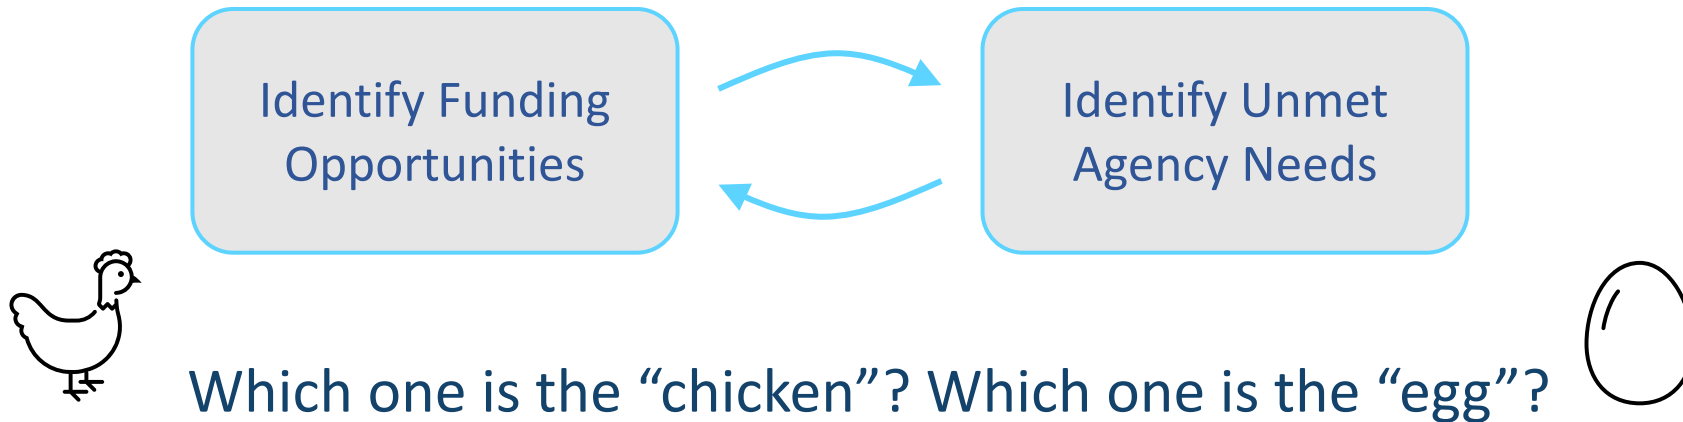 Identify Funding
Opportunities
Identify Unmet
Agency Needs
Which one is the “chicken”? Which one is the “egg”?